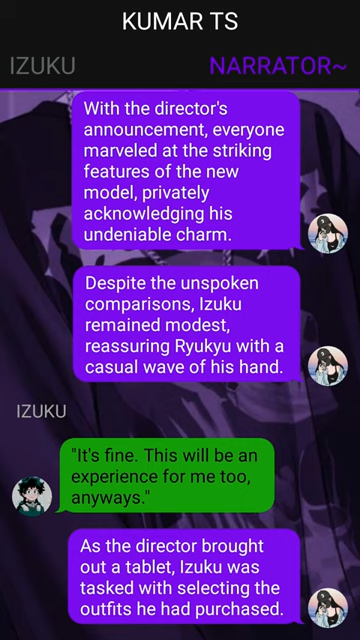 KUMAR TS
IZUKU
NARRATOR~
With the director's
announcement, everyone
marveled at the striking
features of the new
model, privately
acknowledging his
undeniable charm.
Despite the unspoken
comparisons, Izuku
remained modest,
reassuring Ryukyu with a
casual wave of his hand.
IZUKU
"It's fine. This will be an
experience for me too,
anyways."
As the director brought
out a tablet, Izuku was
tasked with selecting the
outfits he had purchased.